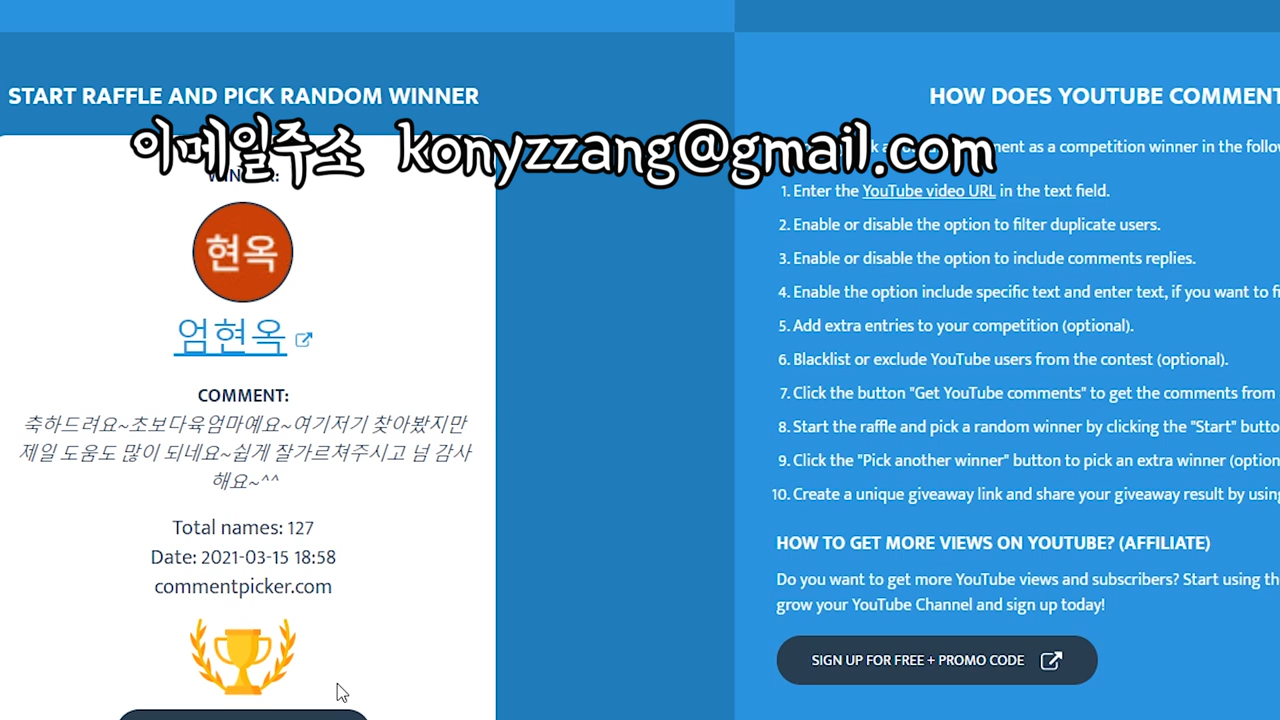 START RAFFLE AND PICK RANDOM WINNER
이메일주소 konyzzang@gmail.com
현옥
엄현옥
COMMENT:
축하드려요~초보다육엄마예요~여기저기 찾아봤지만
제일 도움도 많이 되네요~쉽게 잘가르쳐주시고 넘 감사
해요~^^
Total names: 127
Date: 2021-03-15 18:58
commentpicker.com
HOW DOES YOUTUBE COMMENT
as a competition winner in the follo
1. Enter the YouTube video URL in the text field.
2. Enable or disable the option to filter duplicate users.
3. Enable or disable the option to include comments replies.
4. Enable the option include specific text and enter text, if you want to fi
5. Add extra entries to your competition (optional).
6. Blacklist or exclude YouTube users from the contest (optional).
7. Click the button "Get YouTube comments" to get the comments from
8. Start the raffle and pick a random winner by clicking the "Start" butto
9. Click the "Pick another winner" button to pick an extra winner (option
10. Create a unique giveaway link and share your giveaway result by using
HOW TO GET MORE VIEWS ON YOUTUBE? (AFFILIATE)
Do you want to get more YouTube views and subscribers? Start using the
grow your YouTube Channel and sign up today!
SIGN UP FOR FREE + PROMO CODE